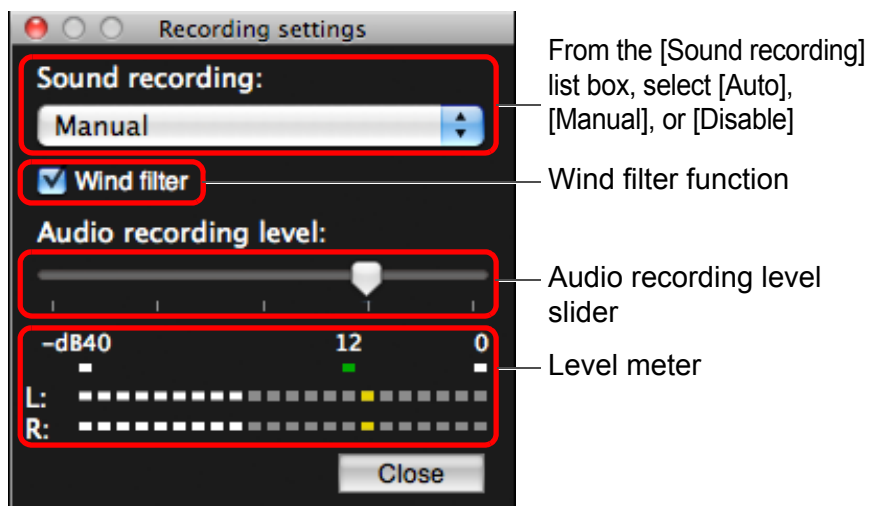 Recording settings
Sound recording:
Manual
Wind filter
Audio recording level:
-dB40 12 0
L:
R:
Close
From the [Sound recording]
list box, select [Auto],
[Manual], or [Disable]
Wind filter function
Audio recording level
slider
Level meter